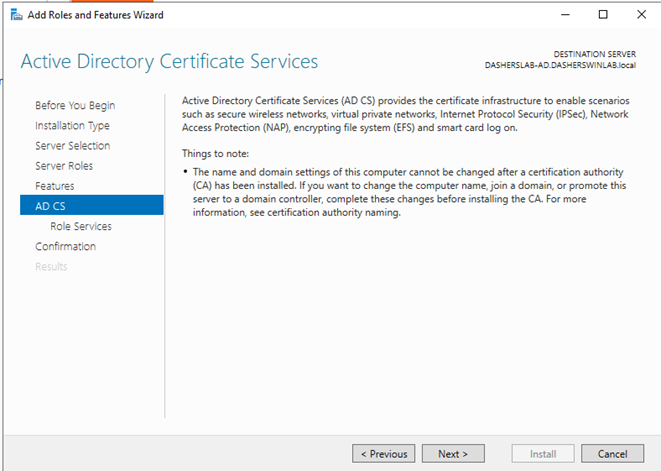 Add Roles and Features Wizard
Active Directory Certificate Services
DESTINATION SERVER
DASHERSLAB-AD.DASHERSWINLAB.local
Before You Begin
Installation Type
Server Selection
Server Roles
Features
AD CS
Role Services
Confirmation
Results
Active Directory Certificate Services (AD CS) provides the certificate infrastructure to enable scenarios
such as secure wireless networks, virtual private networks, Internet Protocol Security (IPSec), Network
Access Protection (NAP), encrypting file system (EFS) and smart card log on.
Things to note:
• The name and domain settings of this computer cannot be changed after a certification authority
(CA) has been installed. If you want to change the computer name, join a domain, or promote this
server to a domain controller, complete these changes before installing the CA. For more
information, see certification authority naming.
< Previous
Next >
Install
Cancel